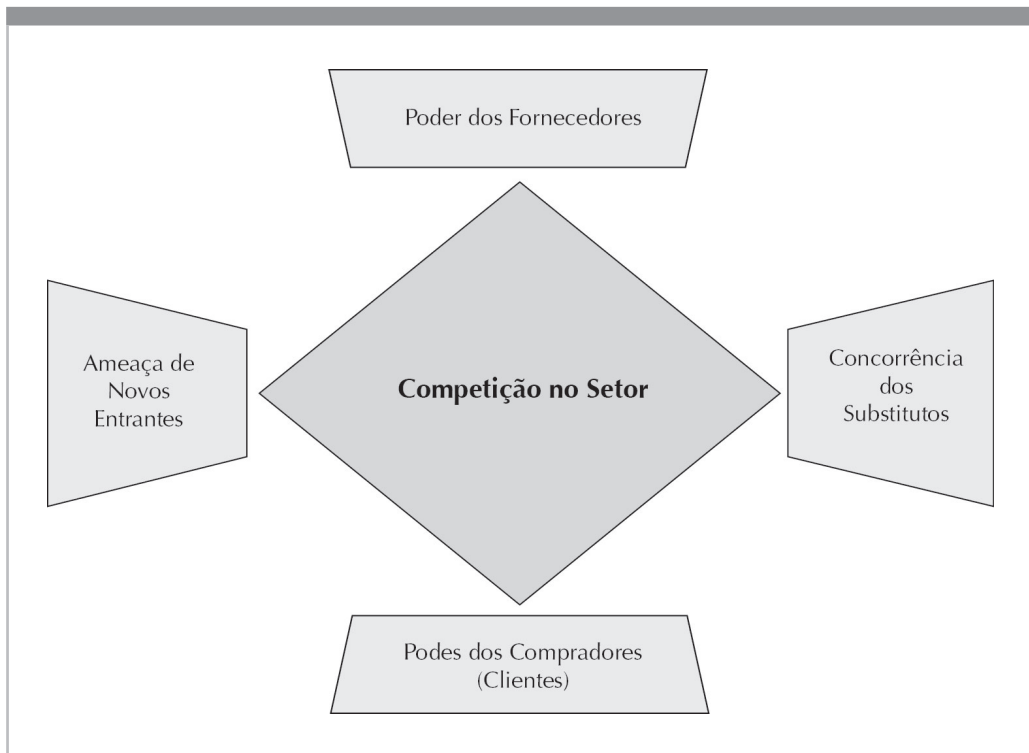 Poder dos Fornecedores
Ameaça de
Novos
Entrantes
Competição no Setor
Concorrência
dos
Substitutos
Podes dos Compradores
(Clientes)